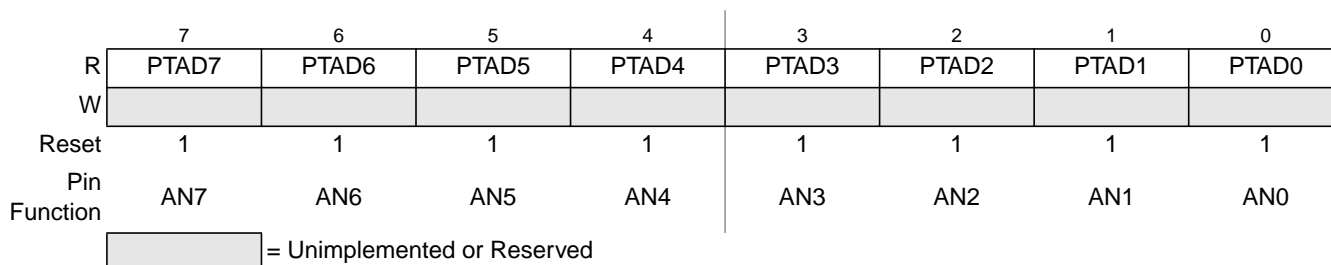 7 6 5 4 3 2 1 0
R PTAD7 PTAD6 PTAD5 PTAD4 PTAD3 PTAD2 PTAD1 PTAD0
W
Reset 1 1 1 1 1 1 1 1
Pin
Function AN7 AN6 AN5 AN4 AN3 AN2 AN1 AN0
= Unimplemented or Reserved